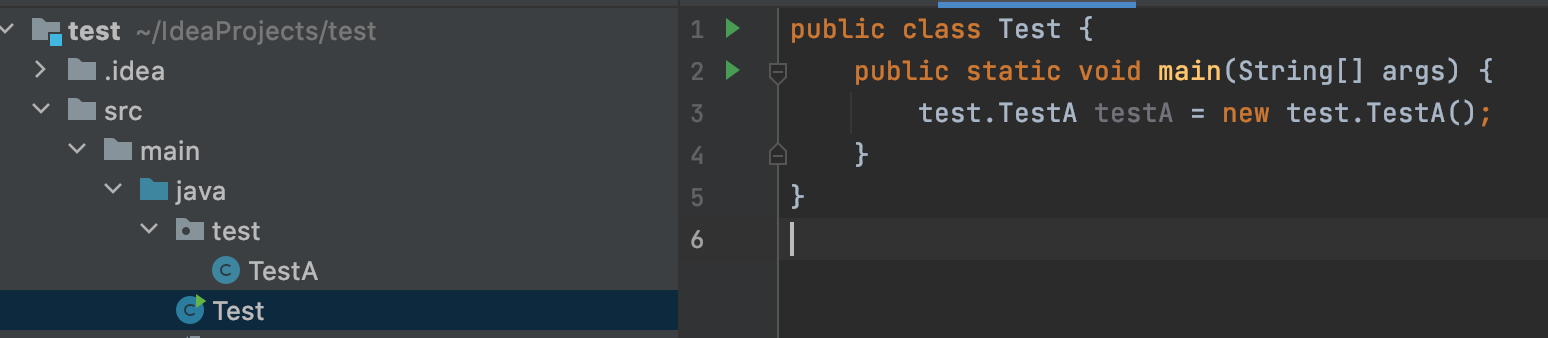 test ~/IdeaProjects/test
.idea
src
main
java
test
TestA
Test
1 public class Test {
2 public static void main(String[] args) {
3 test.TestA testA = new test.TestA();
4 }
5 }
6